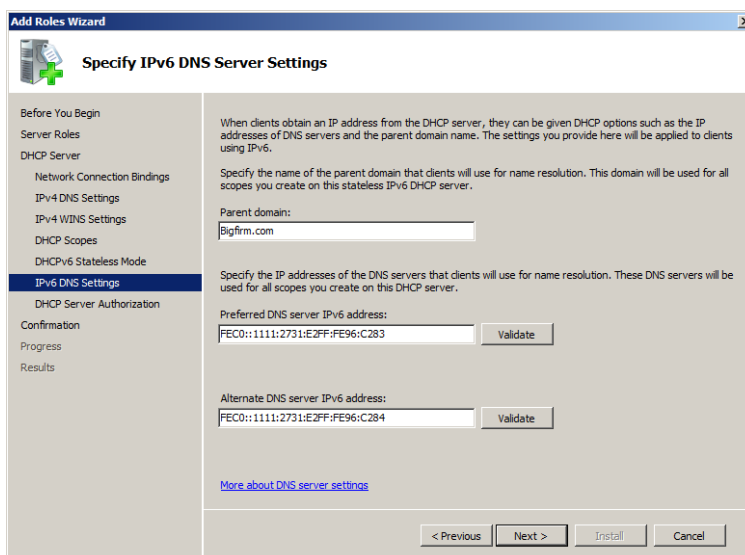 Add Roles Wizard
Specify IPv6 DNS Server Settings
Before You Begin
Server Roles
DHCP Server
Network Connection Bindings
IPv4 DNS Settings
IPv4 WINS Settings
DHCP Scopes
DHCPv6 Stateless Mode
IPv6 DNS Settings
DHCP Server Authorization
Confirmation
Progress
Results
When clients obtain an IP address from the DHCP server, they can be given DHCP options such as the IP
addresses of DNS servers and the parent domain name. The settings you provide here will be applied to clients
using IPv6.
Specify the name of the parent domain that clients will use for name resolution. This domain will be used for all
scopes you create on this stateless IPv6 DHCP server.
Parent domain:
Bigfirm.com
Specify the IP addresses of the DNS servers that clients will use for name resolution. These DNS servers will be
used for all scopes you create on this DHCP server.
Preferred DNS server IPv6 address:
FEC0::1111:2731:E2FF:FE96:C283 Validate
Alternate DNS server IPv6 address:
FEC0::1111:2731:E2FF:FE96:C284 Validate
More about DNS server settings
< Previous Next > Install Cancel